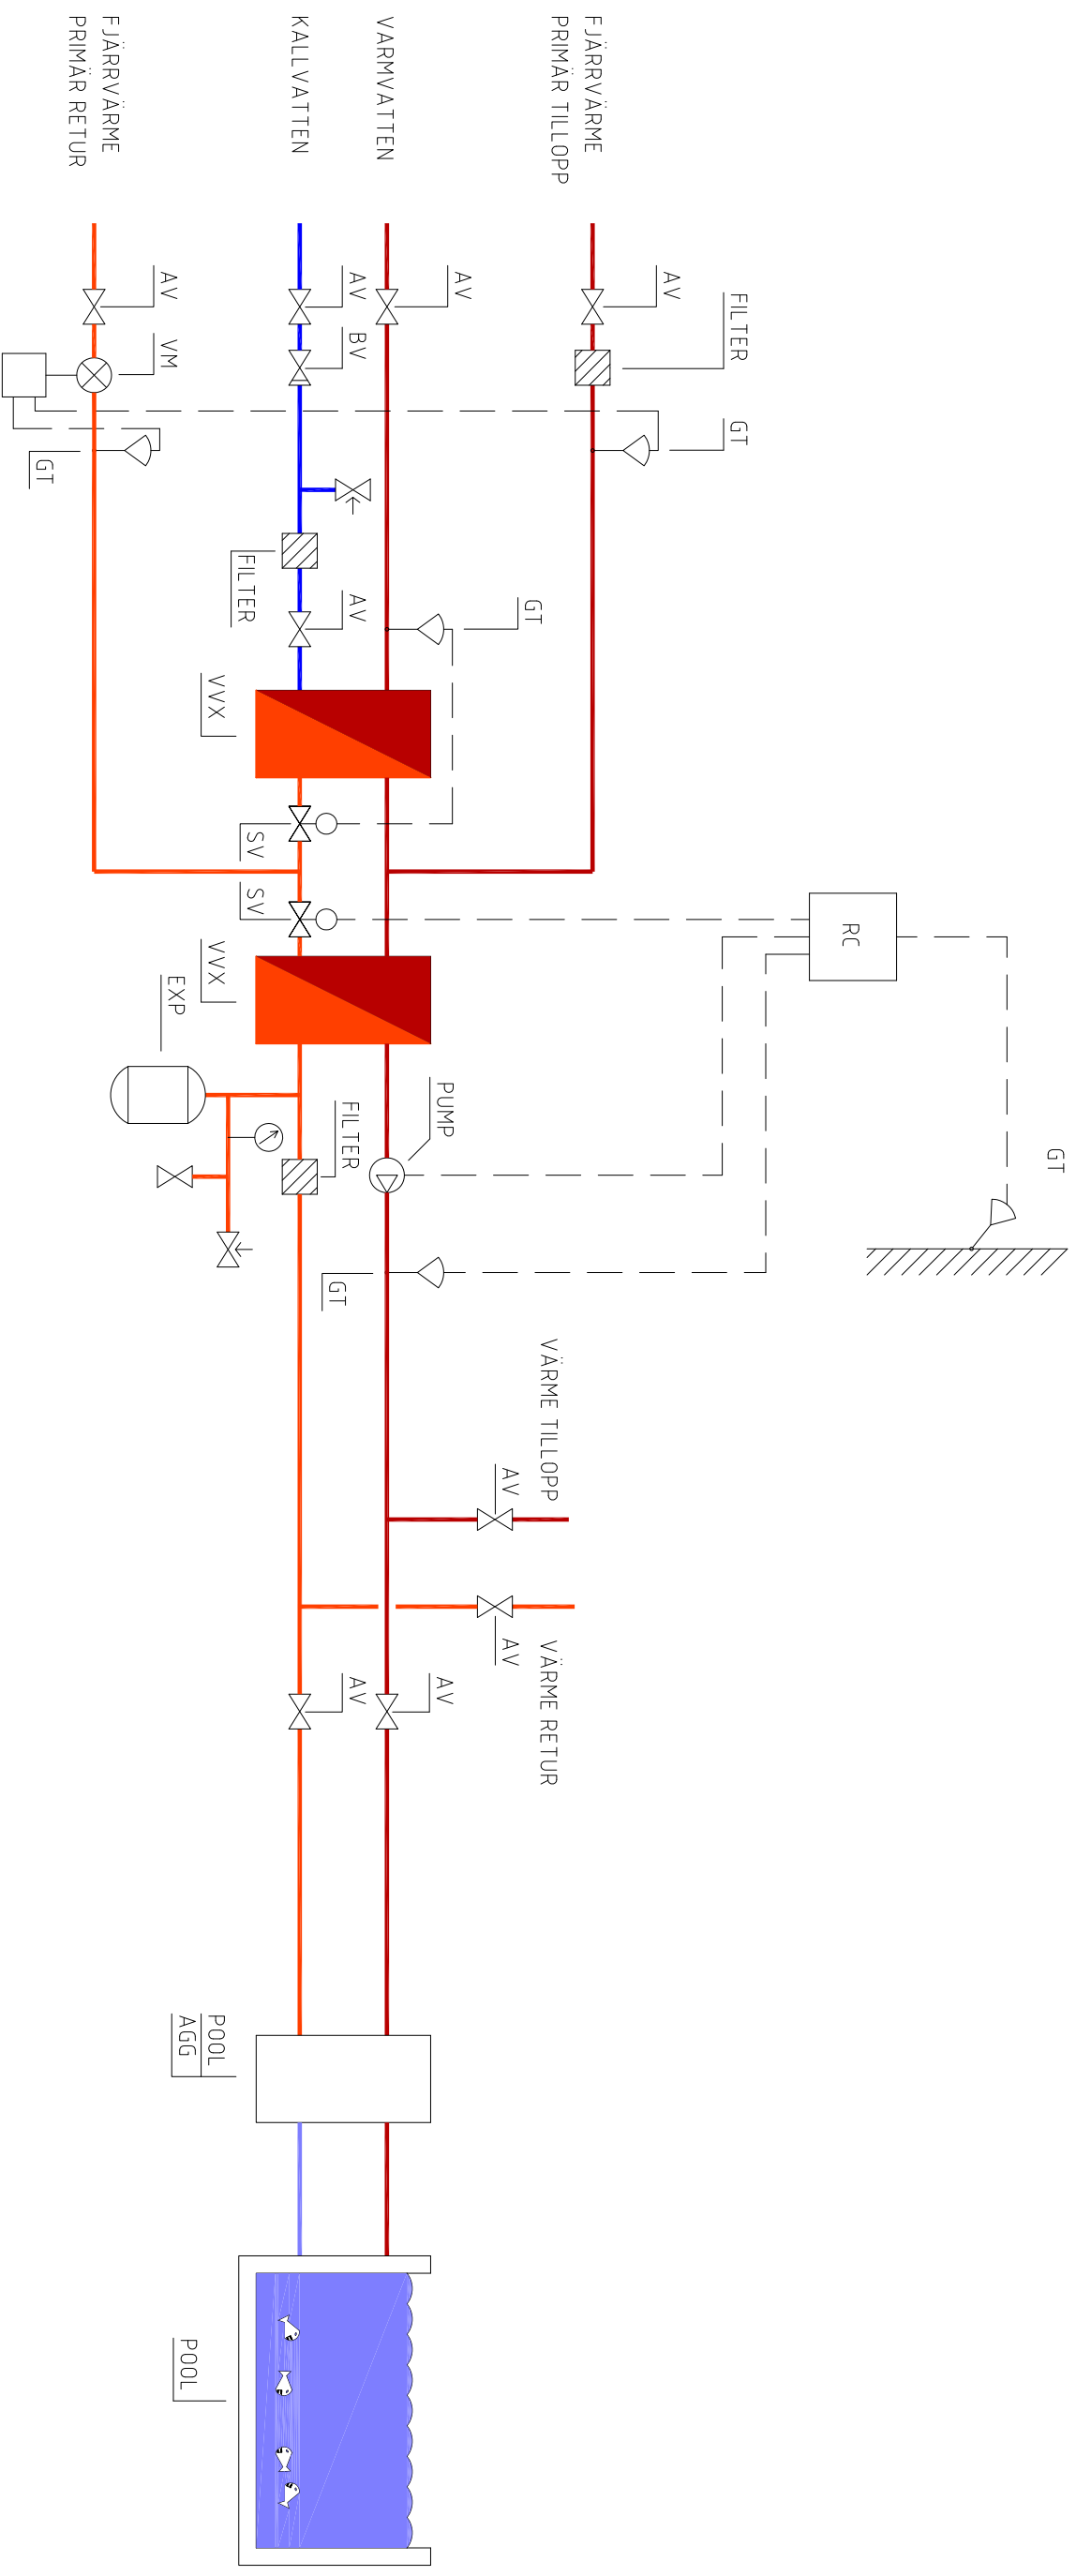 GT
RC
FILTER
GT
AV
FJÄRRVÄRME
PRIMÄR TILLOPP
VÄRME TILLOPP
VÄRME RETUR
GT
AV
AV
AV
PUMP
AV
VARMVATTEN
AV
BV
AV
FILTER
AV
GT
KALLVATTEN
SV
SV
FILTER
VVX
VVX
POOL
AGG
POOL
EXP
AV
VM
FJÄRRVÄRME
PRIMÄR RETUR
GT